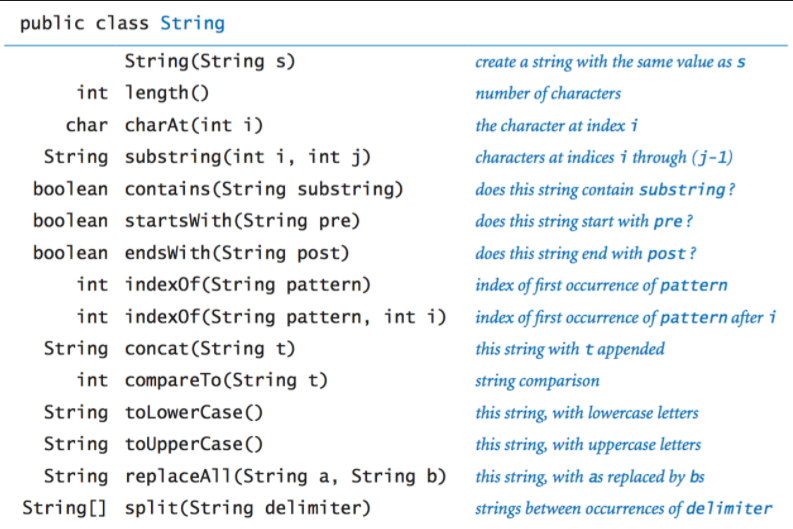 public class String
String(String s) create a string with the same value as s
int length() number of characters
char charAt(int i) the character at index i
String substring(int i, int j) characters at indices i through (j-1)
boolean contains(String substring) does this string contain substring?
boolean startsWith(String pre) does this string start with pre?
boolean endsWith(String post) does this string end with post?
int indexOf(String pattern) index of first occurrence of pattern
int indexOf(String pattern, int i) index of first occurrence of pattern after i
String concat(String t) this string with t appended
int compareTo(String t) string comparison
String toLowerCase() this string, with lowercase letters
String toUpperCase() this string, with uppercase letters
String replaceAll(String a, String b) this string, with as replaced by bs
String[] split(String delimiter) strings between occurrences of delimiter